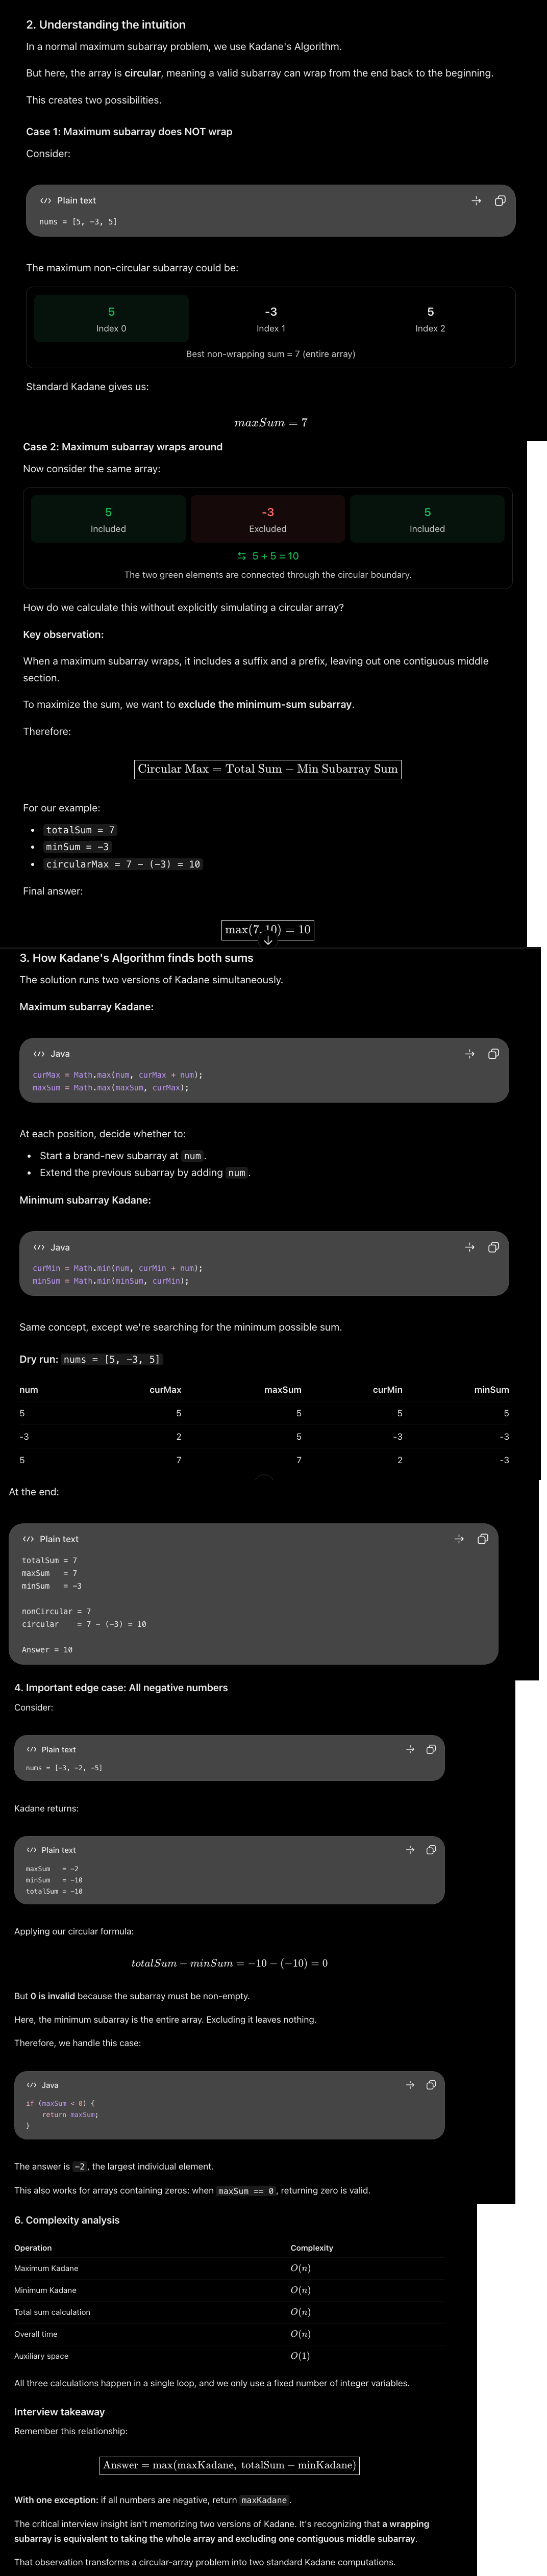 2. Understanding the intuition
In a normal maximum subarray problem, we use Kadane's Algorithm.
But here, the array is circular, meaning a valid subarray can wrap from the end back to the beginning.
This creates two possibilities.
Case 1: Maximum subarray does NOT wrap
Consider:
Plain text
nums = [5, -3, 5]
The maximum non-circular subarray could be:
5 -3 5
Index 0 Index 1 Index 2
Best non-wrapping sum = 7 (entire array)
Standard Kadane gives us:
maxSum = 7
Case 2: Maximum subarray wraps around
Now consider the same array:
5 -3 5
Included Excluded Included
⇆ 5 + 5 = 10
The two green elements are connected through the circular boundary.
How do we calculate this without explicitly simulating a circular array?
Key observation:
When a maximum subarray wraps, it includes a suffix and a prefix, leaving out one contiguous middle
section.
To maximize the sum, we want to exclude the minimum-sum subarray.
Therefore:
Circular Max = Total Sum − Min Subarray Sum
For our example:
• totalSum = 7
• minSum = -3
• circularMax = 7 - (-3) = 10
Final answer:
max(7, 10) = 10
3. How Kadane's Algorithm finds both sums
The solution runs two versions of Kadane simultaneously.
Maximum subarray Kadane:
Java
curMax = Math.max(num, curMax + num);
maxSum = Math.max(maxSum, curMax);
At each position, decide whether to:
• Start a brand-new subarray at num.
• Extend the previous subarray by adding num.
Minimum subarray Kadane:
Java
curMin = Math.min(num, curMin + num);
minSum = Math.min(minSum, curMin);
Same concept, except we're searching for the minimum possible sum.
Dry run: nums = [5, -3, 5]
num curMax maxSum curMin minSum
5 5 5 5 5
-3 2 5 -3 -3
5 7 7 2 -3
At the end:
Plain text
totalSum = 7
maxSum = 7
minSum = -3
nonCircular = 7
circular = 7 - (-3) = 10
Answer = 10
4. Important edge case: All negative numbers
Consider:
Plain text
nums = [-3, -2, -5]
Kadane returns:
Plain text
maxSum = -2
minSum = -10
totalSum = -10
Applying our circular formula:
totalSum − minSum = −10 − (−10) = 0
But 0 is invalid because the subarray must be non-empty.
Here, the minimum subarray is the entire array. Excluding it leaves nothing.
Therefore, we handle this case:
Java
if (maxSum < 0) {
return maxSum;
}
The answer is -2, the largest individual element.
This also works for arrays containing zeros: when maxSum == 0, returning zero is valid.
6. Complexity analysis
Operation Complexity
Maximum Kadane O(n)
Minimum Kadane O(n)
Total sum calculation O(n)
Overall time O(n)
Auxiliary space O(1)
All three calculations happen in a single loop, and we only use a fixed number of integer variables.
Interview takeaway
Remember this relationship:
Answer = max(maxKadane, totalSum − minKadane)
With one exception: if all numbers are negative, return maxKadane.
The critical interview insight isn't memorizing two versions of Kadane. It's recognizing that a wrapping
subarray is equivalent to taking the whole array and excluding one contiguous middle subarray.
That observation transforms a circular-array problem into two standard Kadane computations.